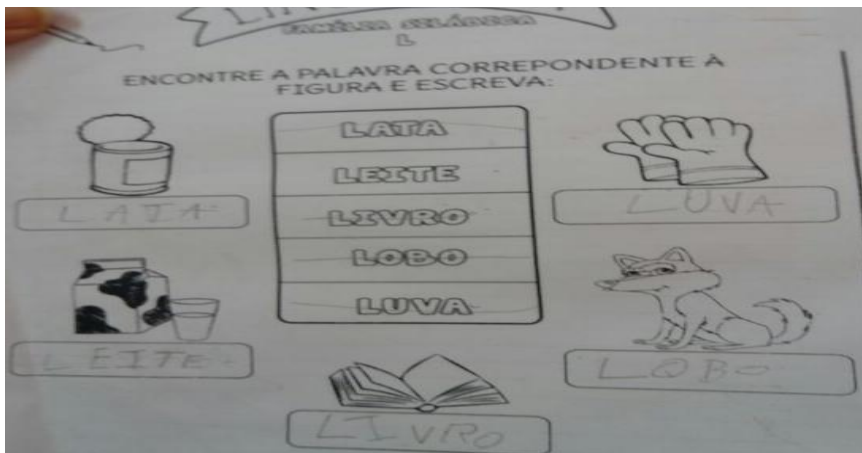 FAMÍLIA SILÁBICA
L
ENCONTRE A PALAVRA CORREPONDENTE À
FIGURA E ESCREVA:
LATA
LEITE
LIVRO
LOBO
LUVA
LATA
LUVA
LEITE
LOBO
LIVRO